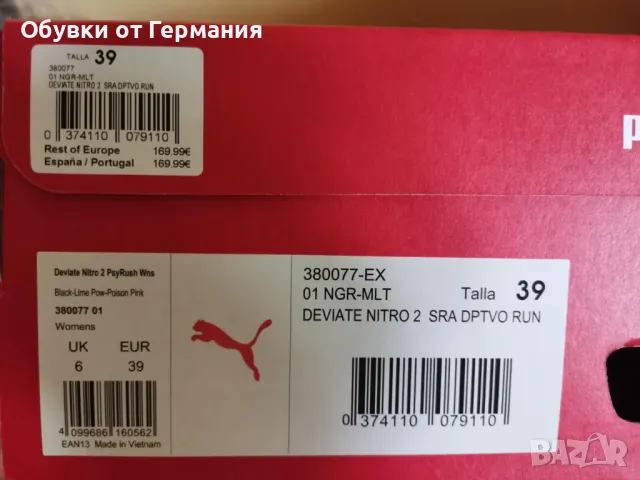 Обувки от Германия
TALLA 39
380077
01 NGR-MLT
DEVIATE NITRO 2 SRA DPTVO RUN
0 374110 079110
Rest of Europe 169.99€
España / Portugal 169.99€
Deviate Nitro 2 PsyRush Wns
Black-Lime Pow-Poison Pink
380077 01
Womens
UK EUR
6 39
4 099686 160562
EAN13 Made in Vietnam
380077-EX
01 NGR-MLT Talla 39
DEVIATE NITRO 2 SRA DPTVO RUN
0 374110 079110
bazar